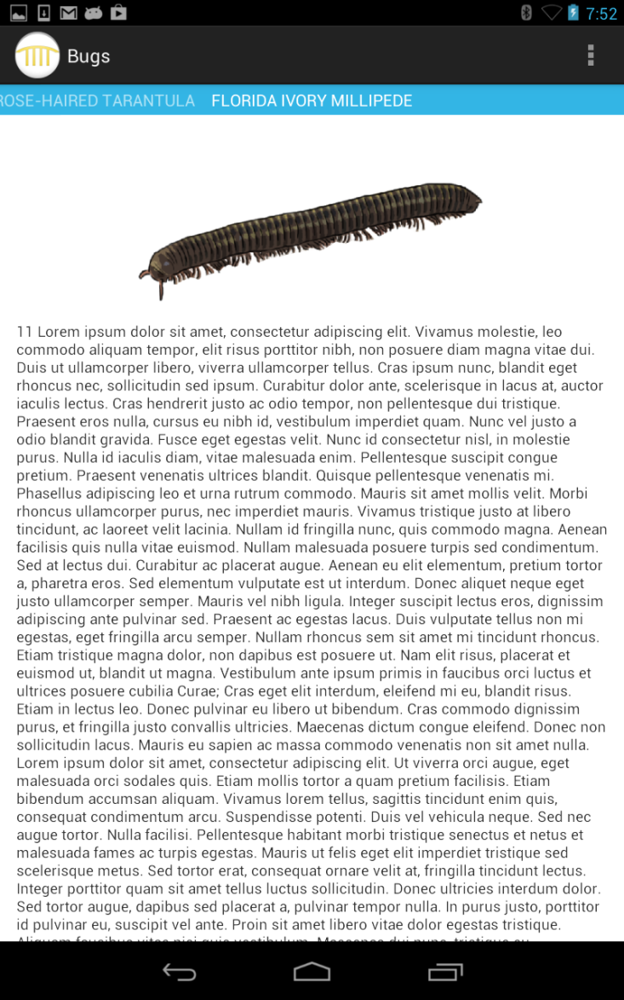 7:52
Bugs
ROSE-HAIRED TARANTULA FLORIDA IVORY MILLIPEDE
11 Lorem ipsum dolor sit amet, consectetur adipiscing elit. Vivamus molestie, leo
commodo aliquam tempor, elit risus porttitor nibh, non posuere diam magna vitae dui.
Duis ut ullamcorper libero, viverra ullamcorper tellus. Cras ipsum nunc, blandit eget
rhoncus nec, sollicitudin sed ipsum. Curabitur dolor ante, scelerisque in lacus at, auctor
iaculis lectus. Cras hendrerit justo ac odio tempor, non pellentesque dui tristique.
Praesent eros nulla, cursus eu nibh id, vestibulum imperdiet quam. Nunc vel justo a
odio blandit gravida. Fusce eget egestas velit. Nunc id consectetur nisl, in molestie
purus. Nulla id iaculis diam, vitae malesuada enim. Pellentesque suscipit congue
pretium. Praesent venenatis ultrices blandit. Quisque pellentesque venenatis mi.
Phasellus adipiscing leo et urna rutrum commodo. Mauris sit amet mollis velit. Morbi
rhoncus ullamcorper purus, nec imperdiet mauris. Vivamus tristique justo at libero
tincidunt, ac laoreet velit lacinia. Nullam id fringilla nunc, quis commodo magna. Aenean
facilisis quis nulla vitae euismod. Nullam malesuada posuere turpis sed condimentum.
Sed at lectus dui. Curabitur ac placerat augue. Aenean eu elit elementum, pretium tortor
a, pharetra eros. Sed elementum vulputate est ut interdum. Donec aliquet neque eget
justo ullamcorper semper. Mauris vel nibh ligula. Integer suscipit lectus eros, dignissim
adipiscing ante pulvinar sed. Praesent ac egestas lacus. Duis vulputate tellus non mi
egestas, eget fringilla arcu semper. Nullam rhoncus sem sit amet mi tincidunt rhoncus.
Etiam tristique magna dolor, non dapibus est posuere ut. Nam elit risus, placerat et
euismod ut, blandit ut magna. Vestibulum ante ipsum primis in faucibus orci luctus et
ultrices posuere cubilia Curae; Cras eget elit interdum, eleifend mi eu, blandit risus.
Etiam in lectus leo. Donec pulvinar eu libero ut bibendum. Cras commodo dignissim
purus, et fringilla justo convallis ultricies. Maecenas dictum congue eleifend. Donec non
sollicitudin lacus. Mauris eu sapien ac massa commodo venenatis non sit amet nulla.
Lorem ipsum dolor sit amet, consectetur adipiscing elit. Ut viverra orci augue, eget
malesuada orci sodales quis. Etiam mollis tortor a quam pretium facilisis. Etiam
bibendum accumsan aliquam. Vivamus lorem tellus, sagittis tincidunt enim quis,
consequat condimentum arcu. Suspendisse potenti. Duis vel vehicula neque. Sed nec
augue tortor. Nulla facilisi. Pellentesque habitant morbi tristique senectus et netus et
malesuada fames ac turpis egestas. Mauris ut felis eget elit imperdiet tristique sed
scelerisque metus. Sed tortor erat, consequat ornare velit at, fringilla tincidunt lectus.
Integer porttitor quam sit amet tellus luctus sollicitudin. Donec ultricies interdum dolor.
Sed tortor augue, dapibus sed placerat a, pulvinar tempor nulla. In purus justo, porttitor
id pulvinar eu, suscipit vel ante. Proin sit amet libero vitae dolor egestas tristique.